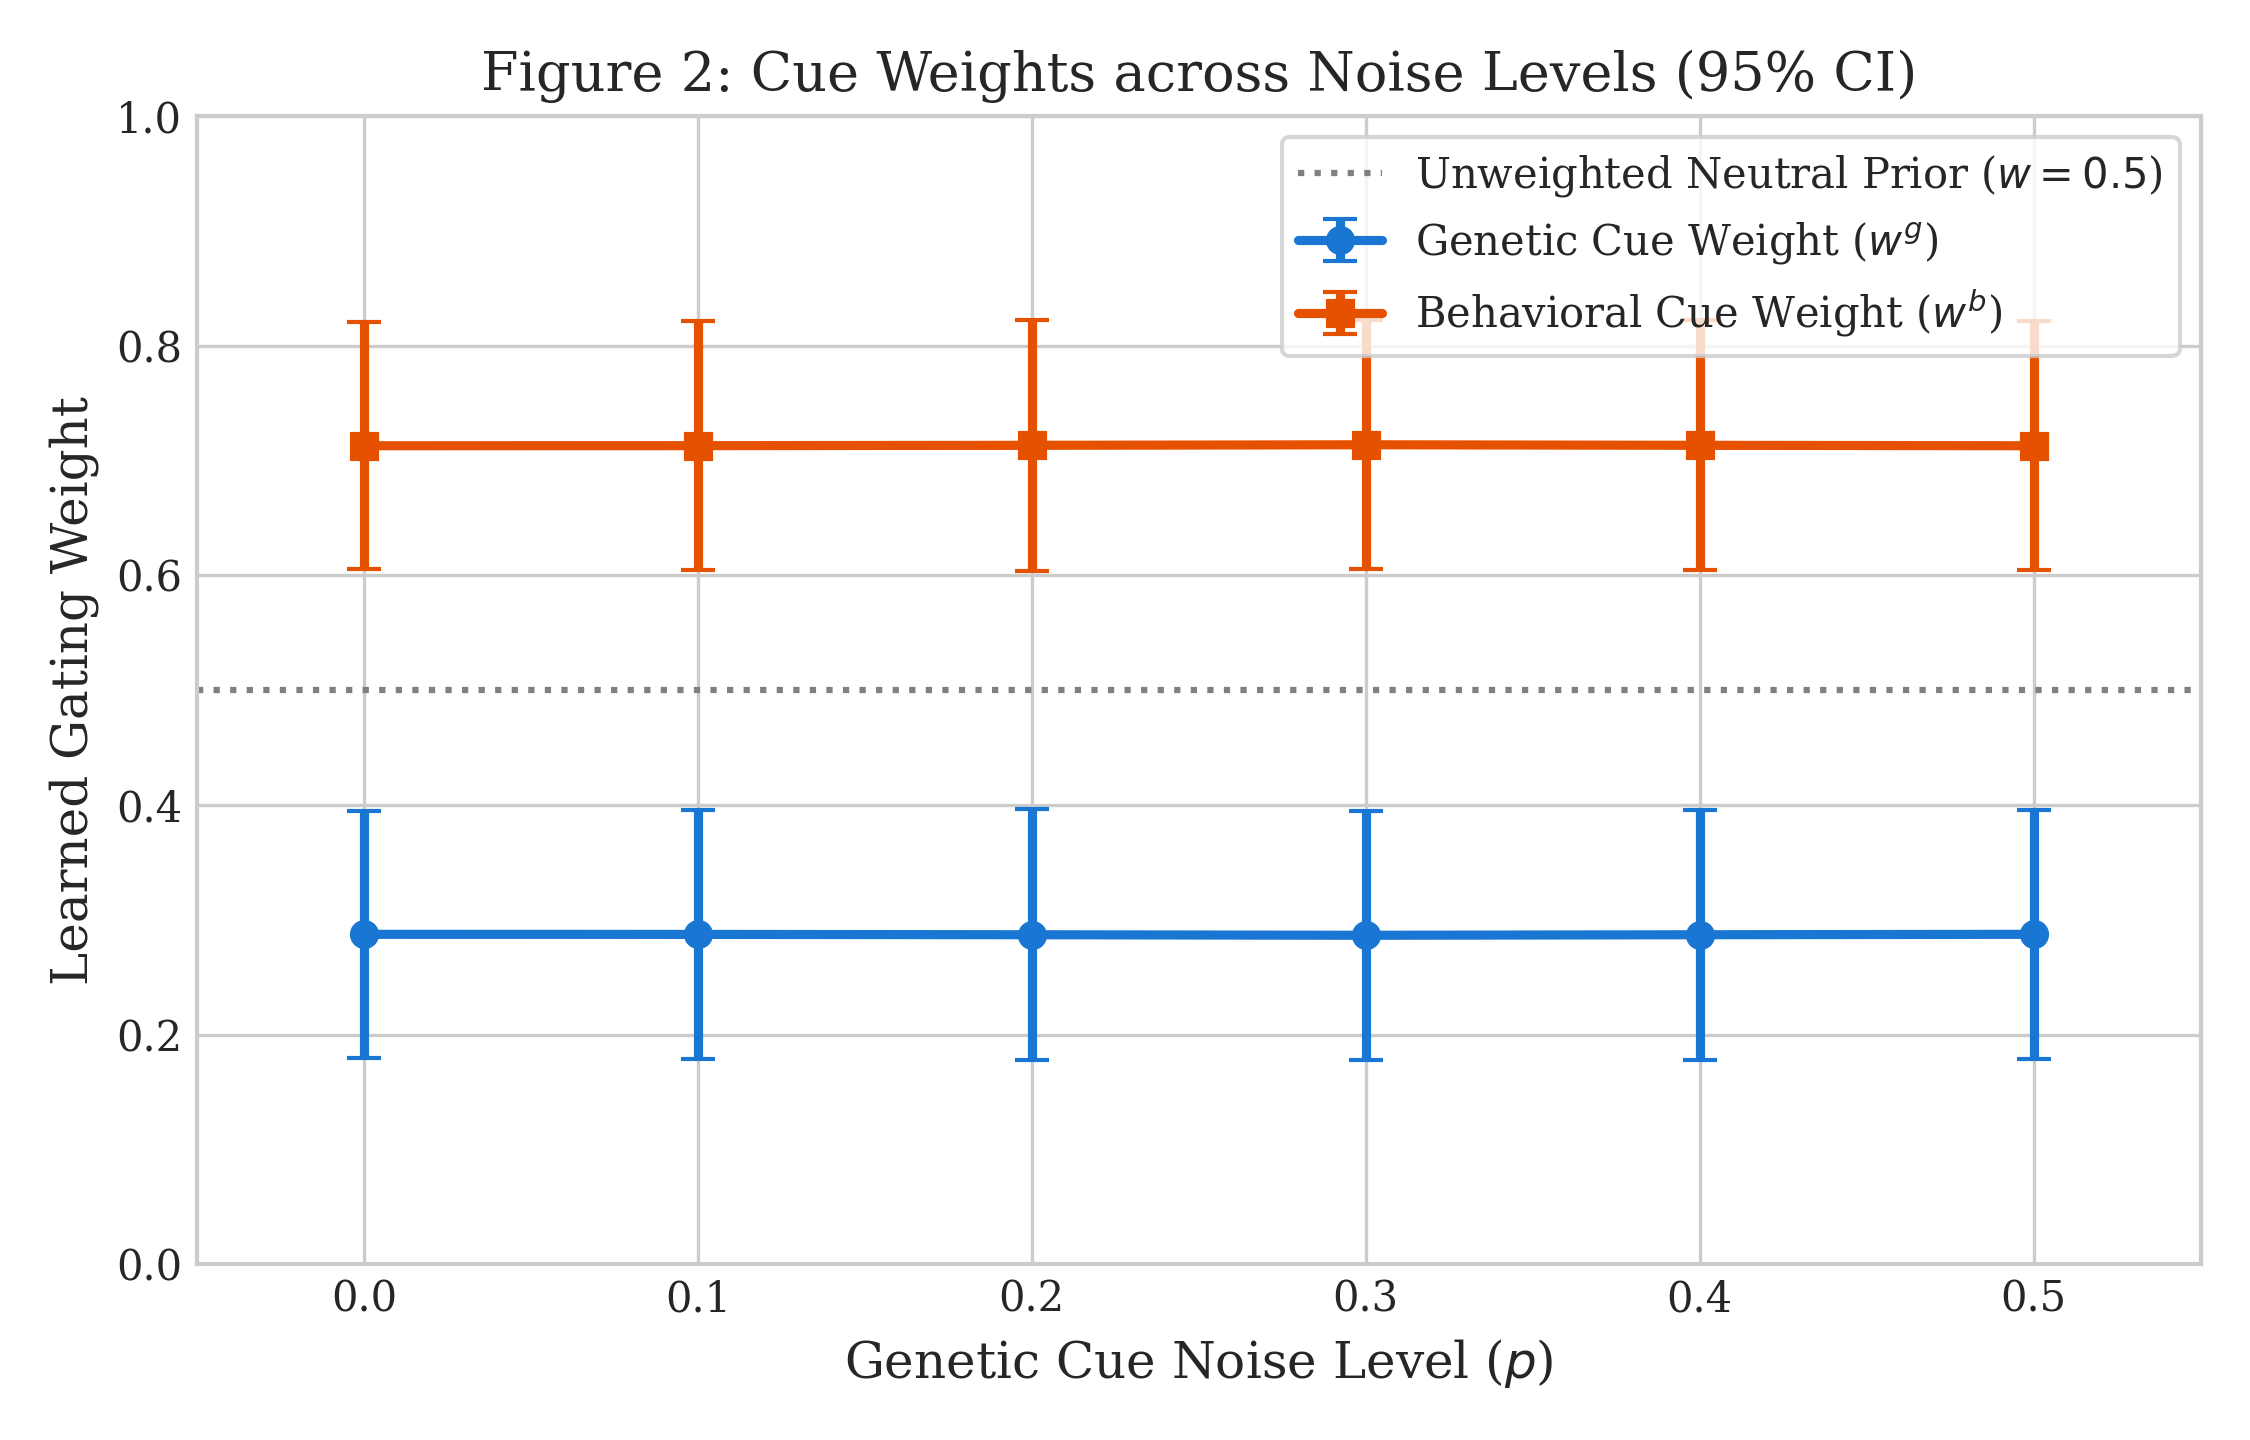 Figure 2: Cue Weights across Noise Levels (95% CI)
1.0
0.8
0.6
0.4
0.2
0.0
Learned Gating Weight
Unweighted Neutral Prior (w = 0.5)
Genetic Cue Weight (w^g)
Behavioral Cue Weight (w^b)
0.0 0.1 0.2 0.3 0.4 0.5
Genetic Cue Noise Level (p)